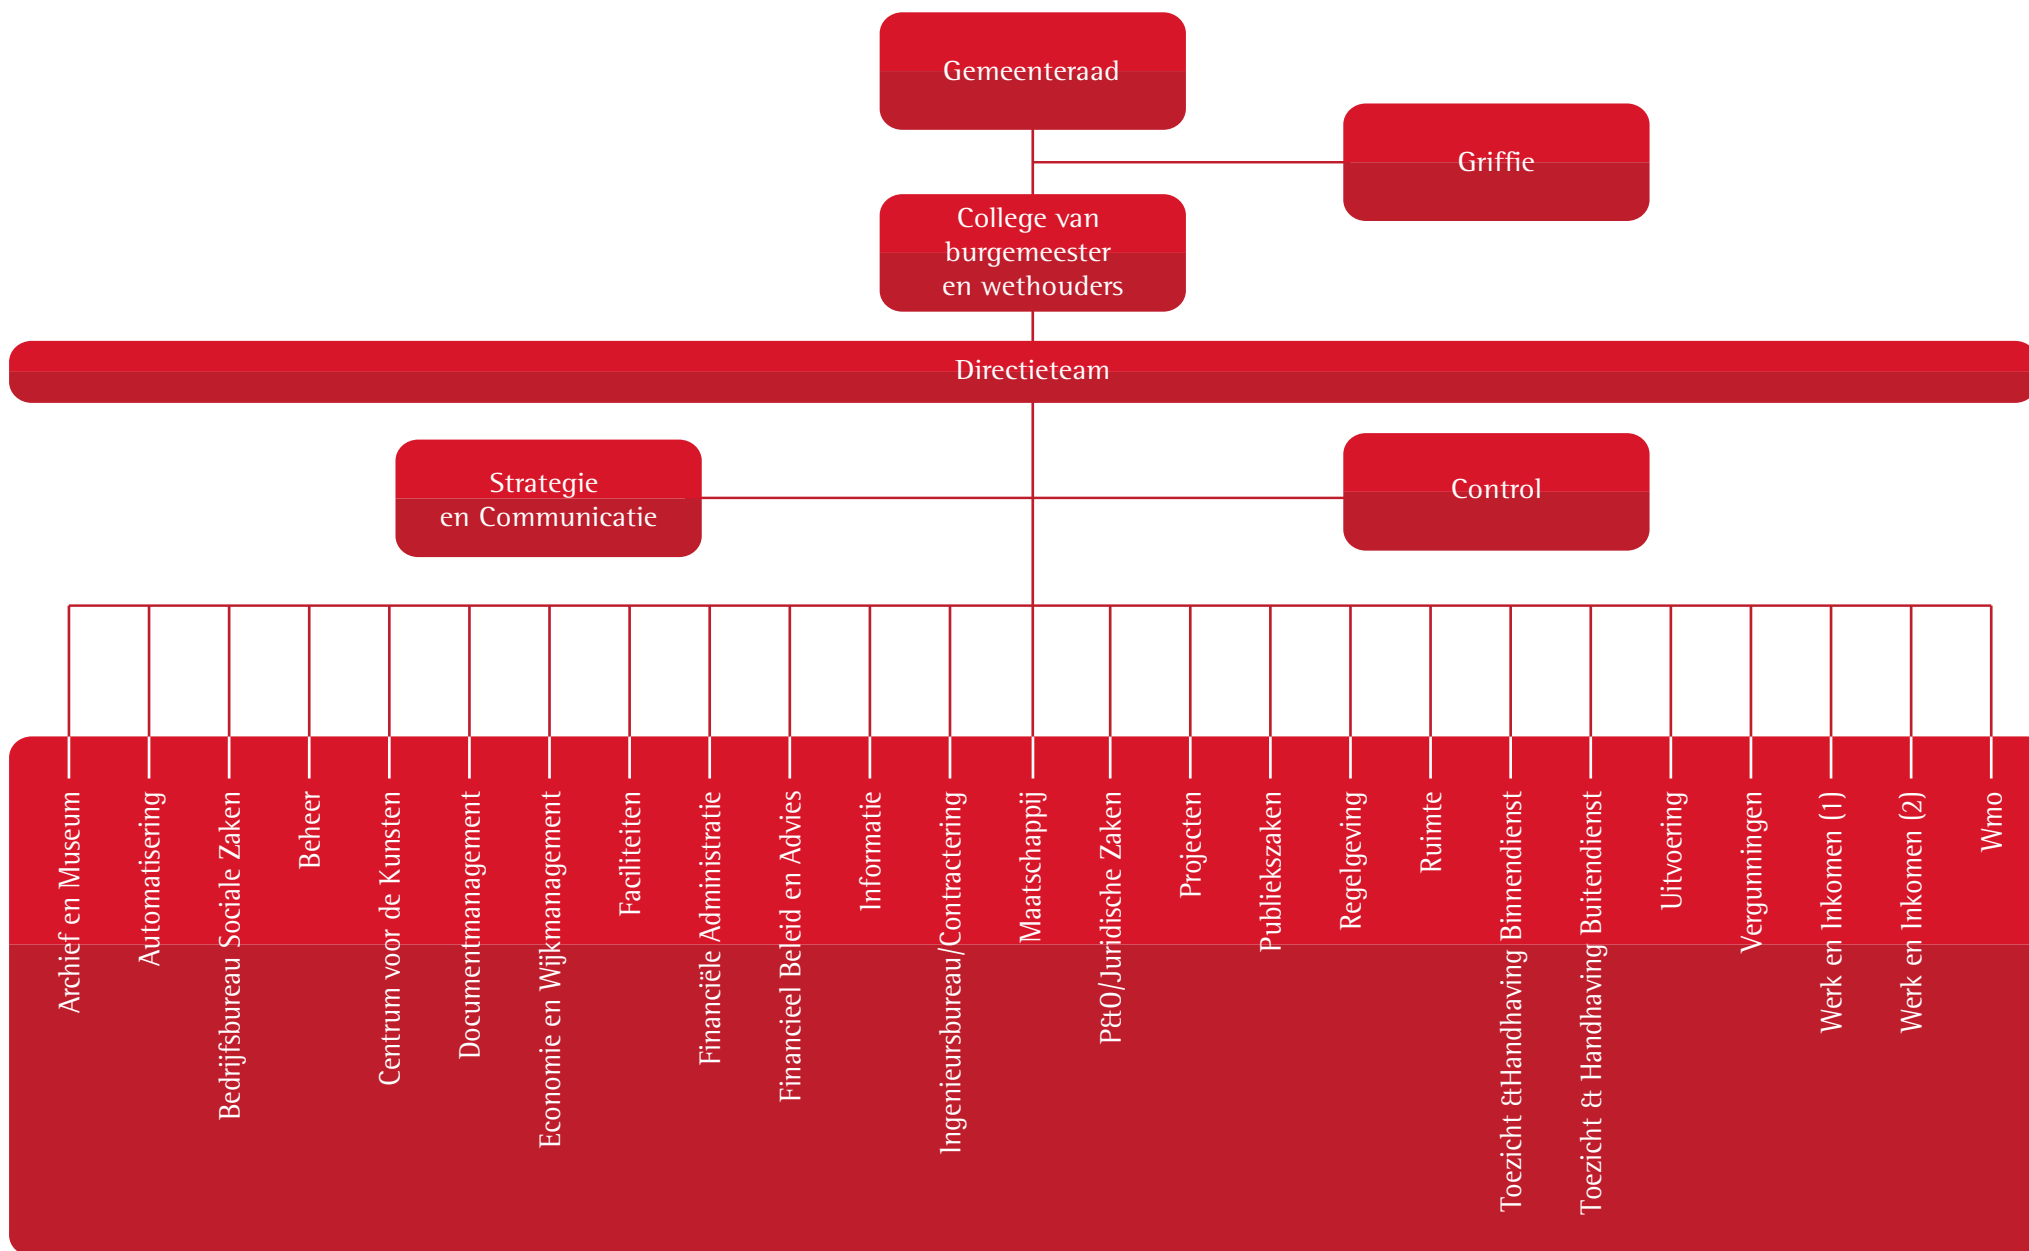 Gemeenteraad
Griffie
College van
burgemeester
en wethouders
Directieteam
Strategie
en Communicatie
Control
Archief en Museum
Automatisering
Bedrijfsbureau Sociale Zaken
Beheer
Centrum voor de Kunsten
Documentmanagement
Economie en Wijkmanagement
Faciliteiten
Financiële Administratie
Financieel Beleid en Advies
Informatie
Ingenieursbureau/Contractering
Maatschappij
P&O/Juridische Zaken
Projecten
Publiekszaken
Regelgeving
Ruimte
Toezicht &Handhaving Binnendienst
Toezicht & Handhaving Buitendienst
Uitvoering
Vergunningen
Werk en Inkomen (1)
Werk en Inkomen (2)
Wmo